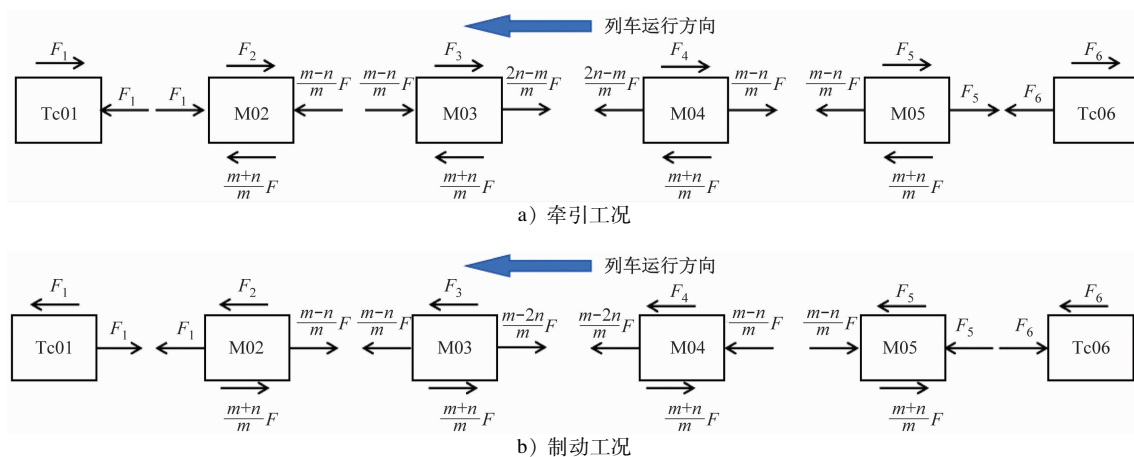 列车运行方向
F₁ F₂ F₃ F₄ F₅ F₆
Tc01 F₁ F₁ M02 (m−n)/m F (m−n)/m F M03 (2n−m)/m F (2n−m)/m F M04 (m−n)/m F (m−n)/m F M05 F₅ F₆ Tc06
(m+n)/m F (m+n)/m F (m+n)/m F (m+n)/m F
a）牵引工况
列车运行方向
F₁ F₂ F₃ F₄ F₅ F₆
Tc01 F₁ F₁ M02 (m−n)/m F (m−n)/m F M03 (m−2n)/m F (m−2n)/m F M04 (m−n)/m F (m−n)/m F M05 F₅ F₆ Tc06
(m+n)/m F (m+n)/m F (m+n)/m F (m+n)/m F
b）制动工况